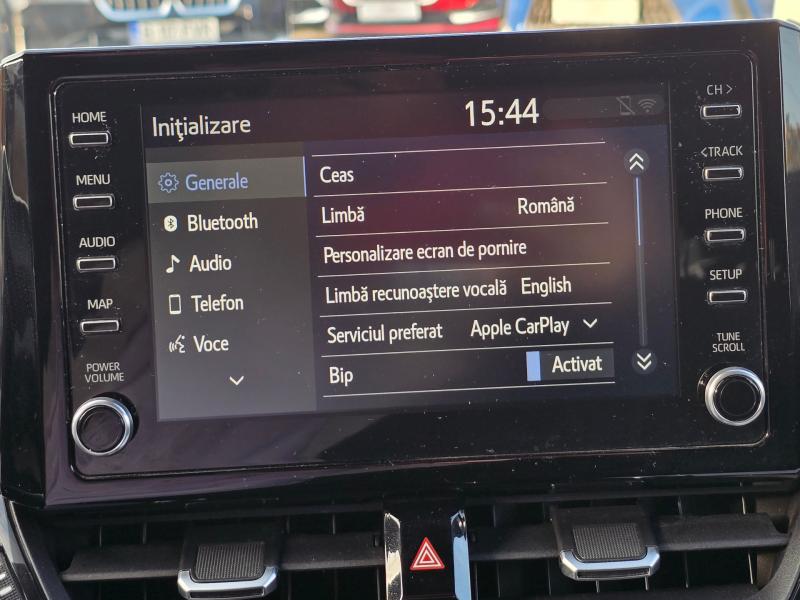 Iniţializare 15:44
HOME
MENU
AUDIO
MAP
POWER
VOLUME
Generale
Bluetooth
Audio
Telefon
Voce
Ceas
Limbă Română
Personalizare ecran de pornire
Limbă recunoaştere vocală English
Serviciul preferat Apple CarPlay
Bip Activat
CH >
<TRACK
PHONE
SETUP
TUNE
SCROLL